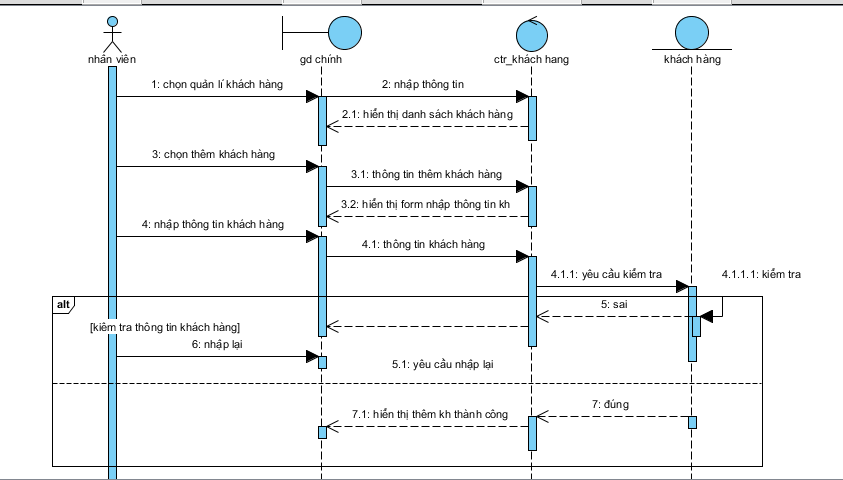 nhân viên
gd chính
ctr_khách hang
khách hàng
1: chọn quản lí khách hàng
2: nhập thông tin
2.1: hiển thị danh sách khách hàng
3: chọn thêm khách hàng
3.1: thông tin thêm khách hàng
3.2: hiển thị form nhập thông tin kh
4: nhập thông tin khách hàng
4.1: thông tin khách hàng
4.1.1: yêu cầu kiểm tra
4.1.1.1: kiểm tra
alt
5: sai
[kiểm tra thông tin khách hàng]
6: nhập lại
5.1: yêu cầu nhập lại
7: đúng
7.1: hiển thị thêm kh thành công